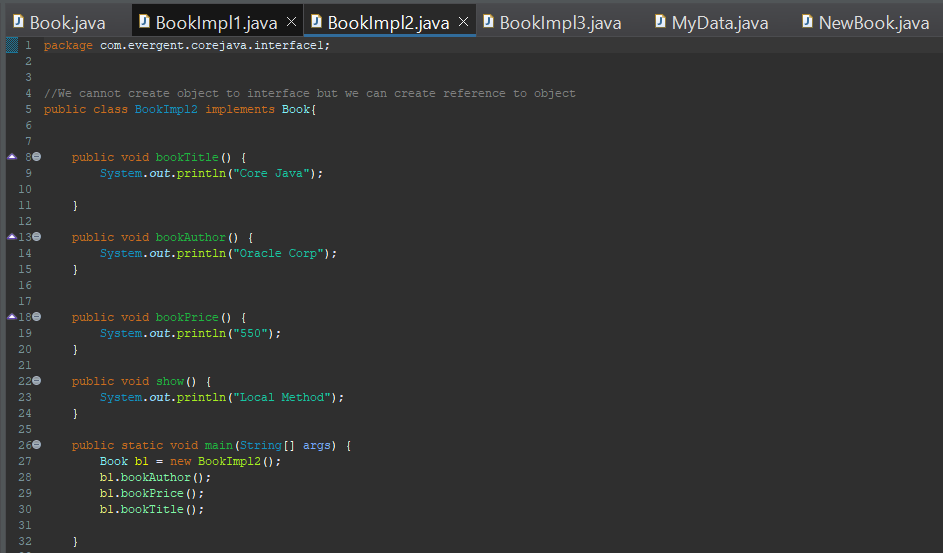 Book.java BookImpl1.java BookImpl2.java BookImpl3.java MyData.java NewBook.java
1 package com.evergent.corejava.interface1;
2
3
4 //We cannot create object to interface but we can create reference to object
5 public class BookImpl2 implements Book{
6
7
8 public void bookTitle() {
9 System.out.println("Core Java");
10
11 }
12
13 public void bookAuthor() {
14 System.out.println("Oracle Corp");
15 }
16
17
18 public void bookPrice() {
19 System.out.println("550");
20 }
21
22 public void show() {
23 System.out.println("Local Method");
24 }
25
26 public static void main(String[] args) {
27 Book b1 = new BookImpl2();
28 b1.bookAuthor();
29 b1.bookPrice();
30 b1.bookTitle();
31
32 }